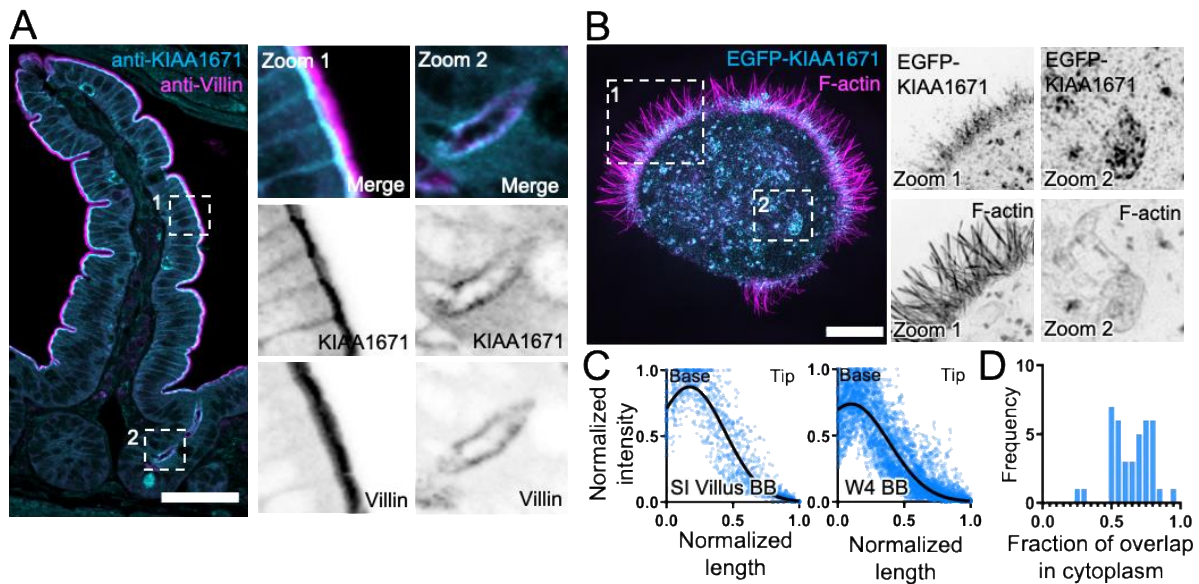 A
anti-KIAA1671
anti-Villin
1
2
Zoom 1
Merge
KIAA1671
Villin
Zoom 2
Merge
KIAA1671
Villin
B
EGFP-KIAA1671
F-actin
1
2
EGFP-
KIAA1671
Zoom 1
EGFP-
KIAA1671
Zoom 2
F-actin
Zoom 1
F-actin
Zoom 2
C
Normalized
intensity
1.0
0.5
0.0
Base
Tip
SI Villus BB
0.0 0.5 1.0
Normalized
length
1.0
0.5
0.0
Base
Tip
W4 BB
0.0 0.5 1.0
Normalized
length
D
Frequency
10
5
0
0.0 0.5 1.0
Fraction of overlap
in cytoplasm